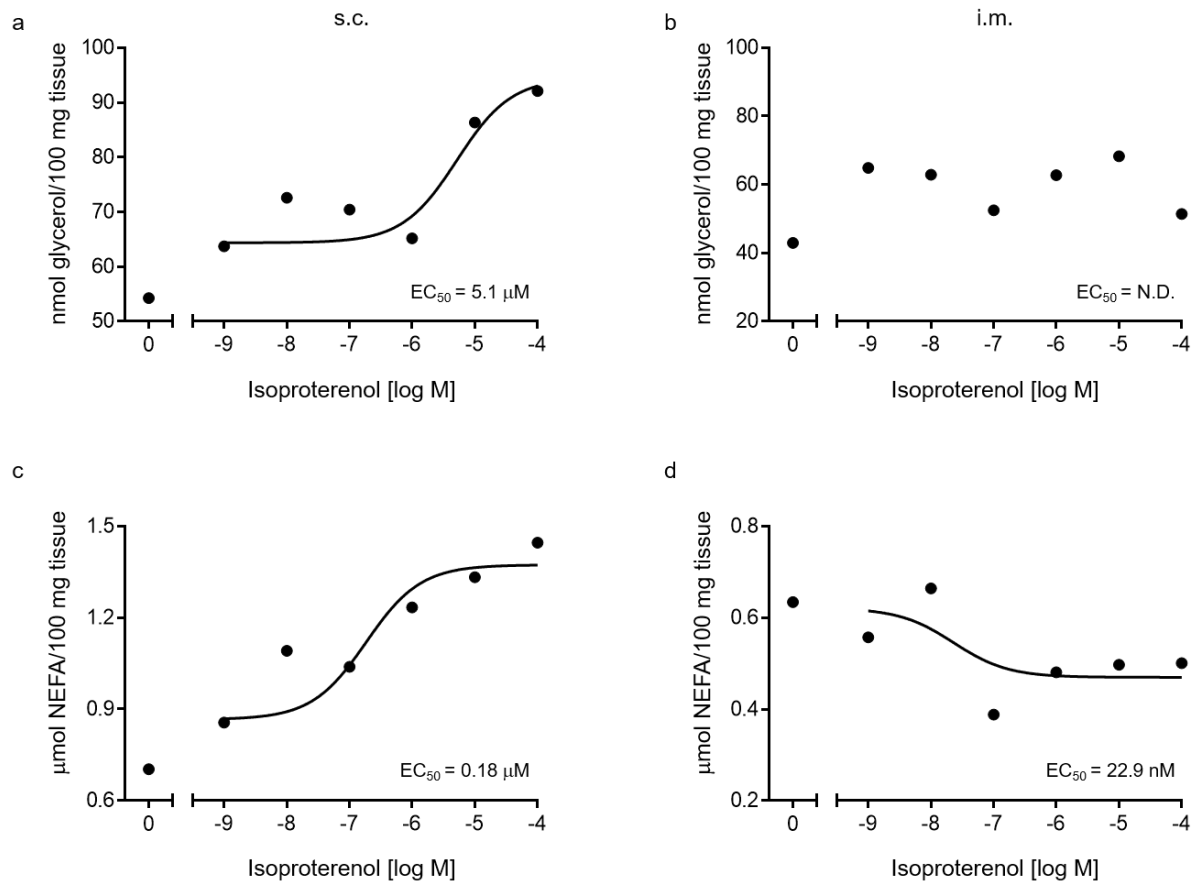 a
s.c.
nmol glycerol/100 mg tissue
100
90
80
70
60
50
EC50 = 5.1 μM
0
-9
-8
-7
-6
-5
-4
Isoproterenol [log M]
b
i.m.
nmol glycerol/100 mg tissue
100
80
60
40
20
EC50 = N.D.
0
-9
-8
-7
-6
-5
-4
Isoproterenol [log M]
c
μmol NEFA/100 mg tissue
1.5
1.2
0.9
0.6
EC50 = 0.18 μM
0
-9
-8
-7
-6
-5
-4
Isoproterenol [log M]
d
μmol NEFA/100 mg tissue
0.8
0.6
0.4
0.2
EC50 = 22.9 nM
0
-9
-8
-7
-6
-5
-4
Isoproterenol [log M]